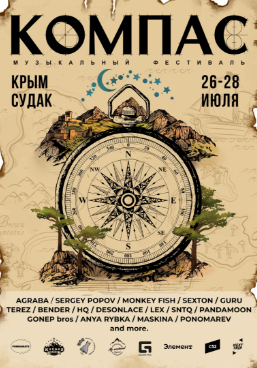 КОМПАС
МУЗЫКАЛЬНЫЙ ФЕСТИВАЛЬ
КРЫМ
СУДАК
26-28
ИЮЛЯ
AGRABA / SERGEY POPOV / MONKEY FISH / SEXTON / GURU
TEREZ / BENDER / HQ / DESONLACE / LEX / SNTQ / PANDAMOON
GONEP bros / ANYA RYBKA / MASKINA / PONOMAREV
and more.
Элемент